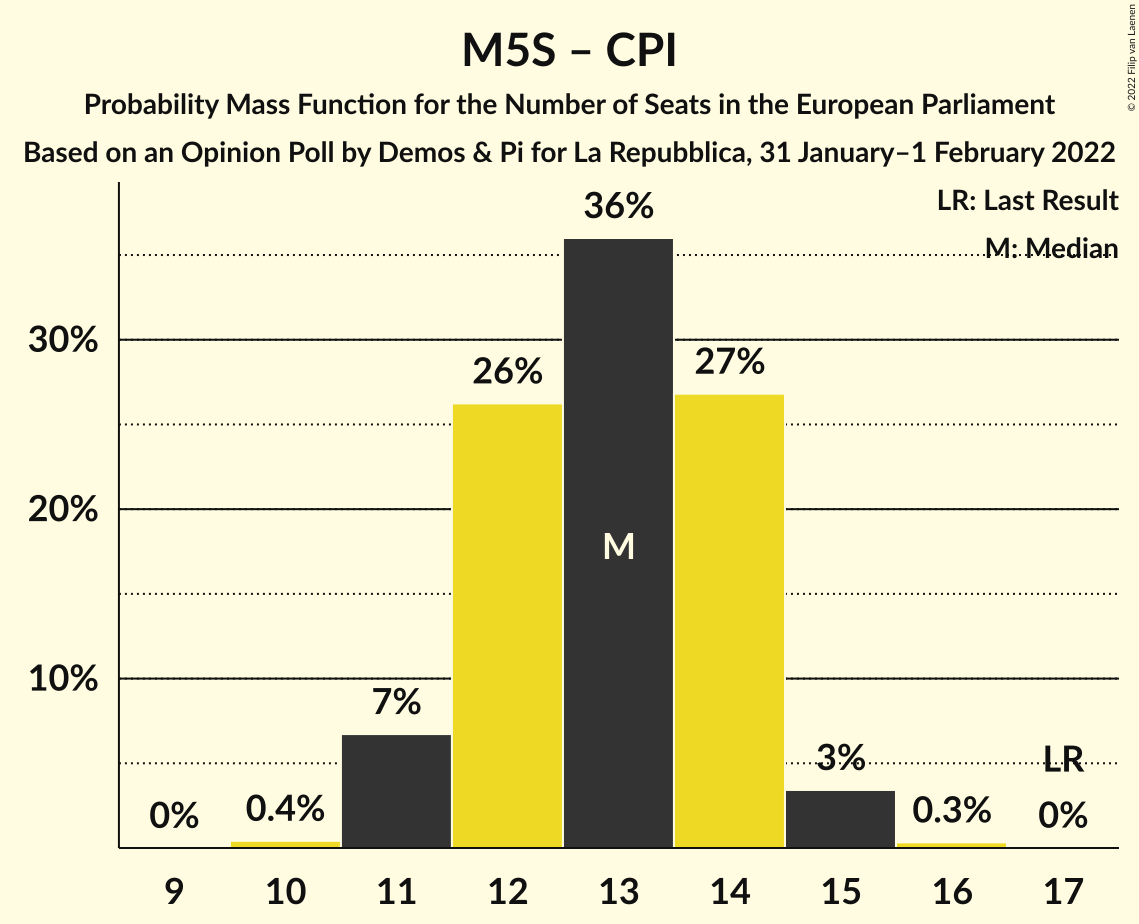 M5S – CPI
Probability Mass Function for the Number of Seats in the European Parliament
Based on an Opinion Poll by Demos & Pi for La Repubblica, 31 January–1 February 2022
© 2022 Filip van Laenen
LR: Last Result
M: Median
36%
30%
27%
26%
20%
M
10%
7%
3%
LR
0%
0.4%
0.3%
0%
9 10 11 12 13 14 15 16 17